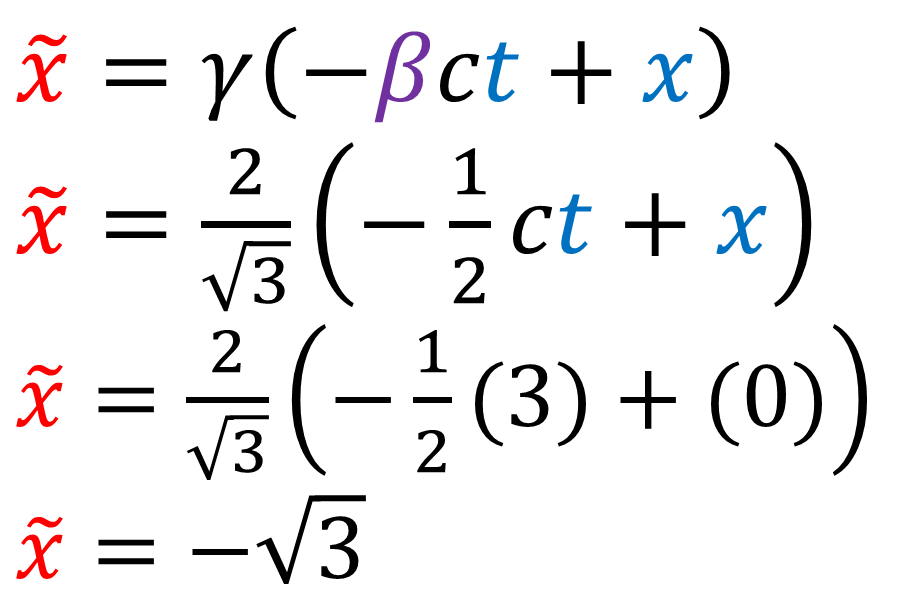 x̃ = γ(−βct + x)
x̃ = 2/√3 (−1/2 ct + x)
x̃ = 2/√3 (−1/2 (3) + (0))
x̃ = −√3